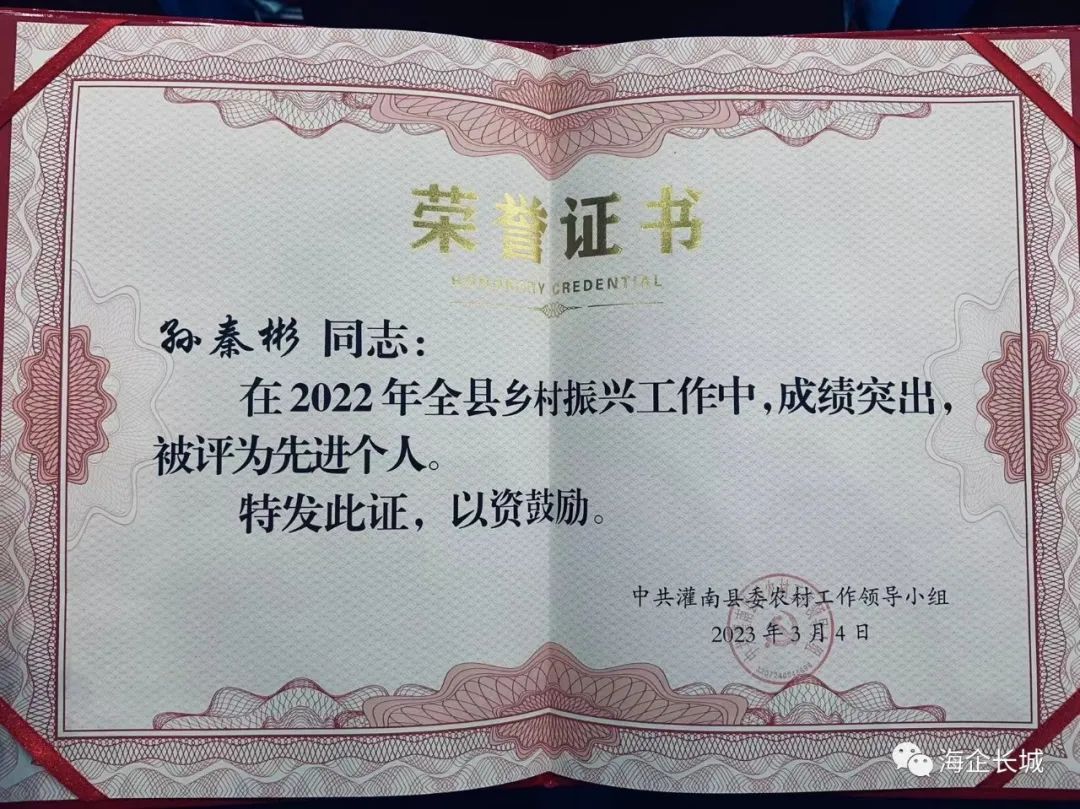 荣誉证书
HONORORY CREDENTIAL
孙秦彬 同志：
在2022年全县乡村振兴工作中，成绩突出，
被评为先进个人。
特发此证，以资鼓励。
中共灌南县委农村工作领导小组
2023年3月4日
海企长城